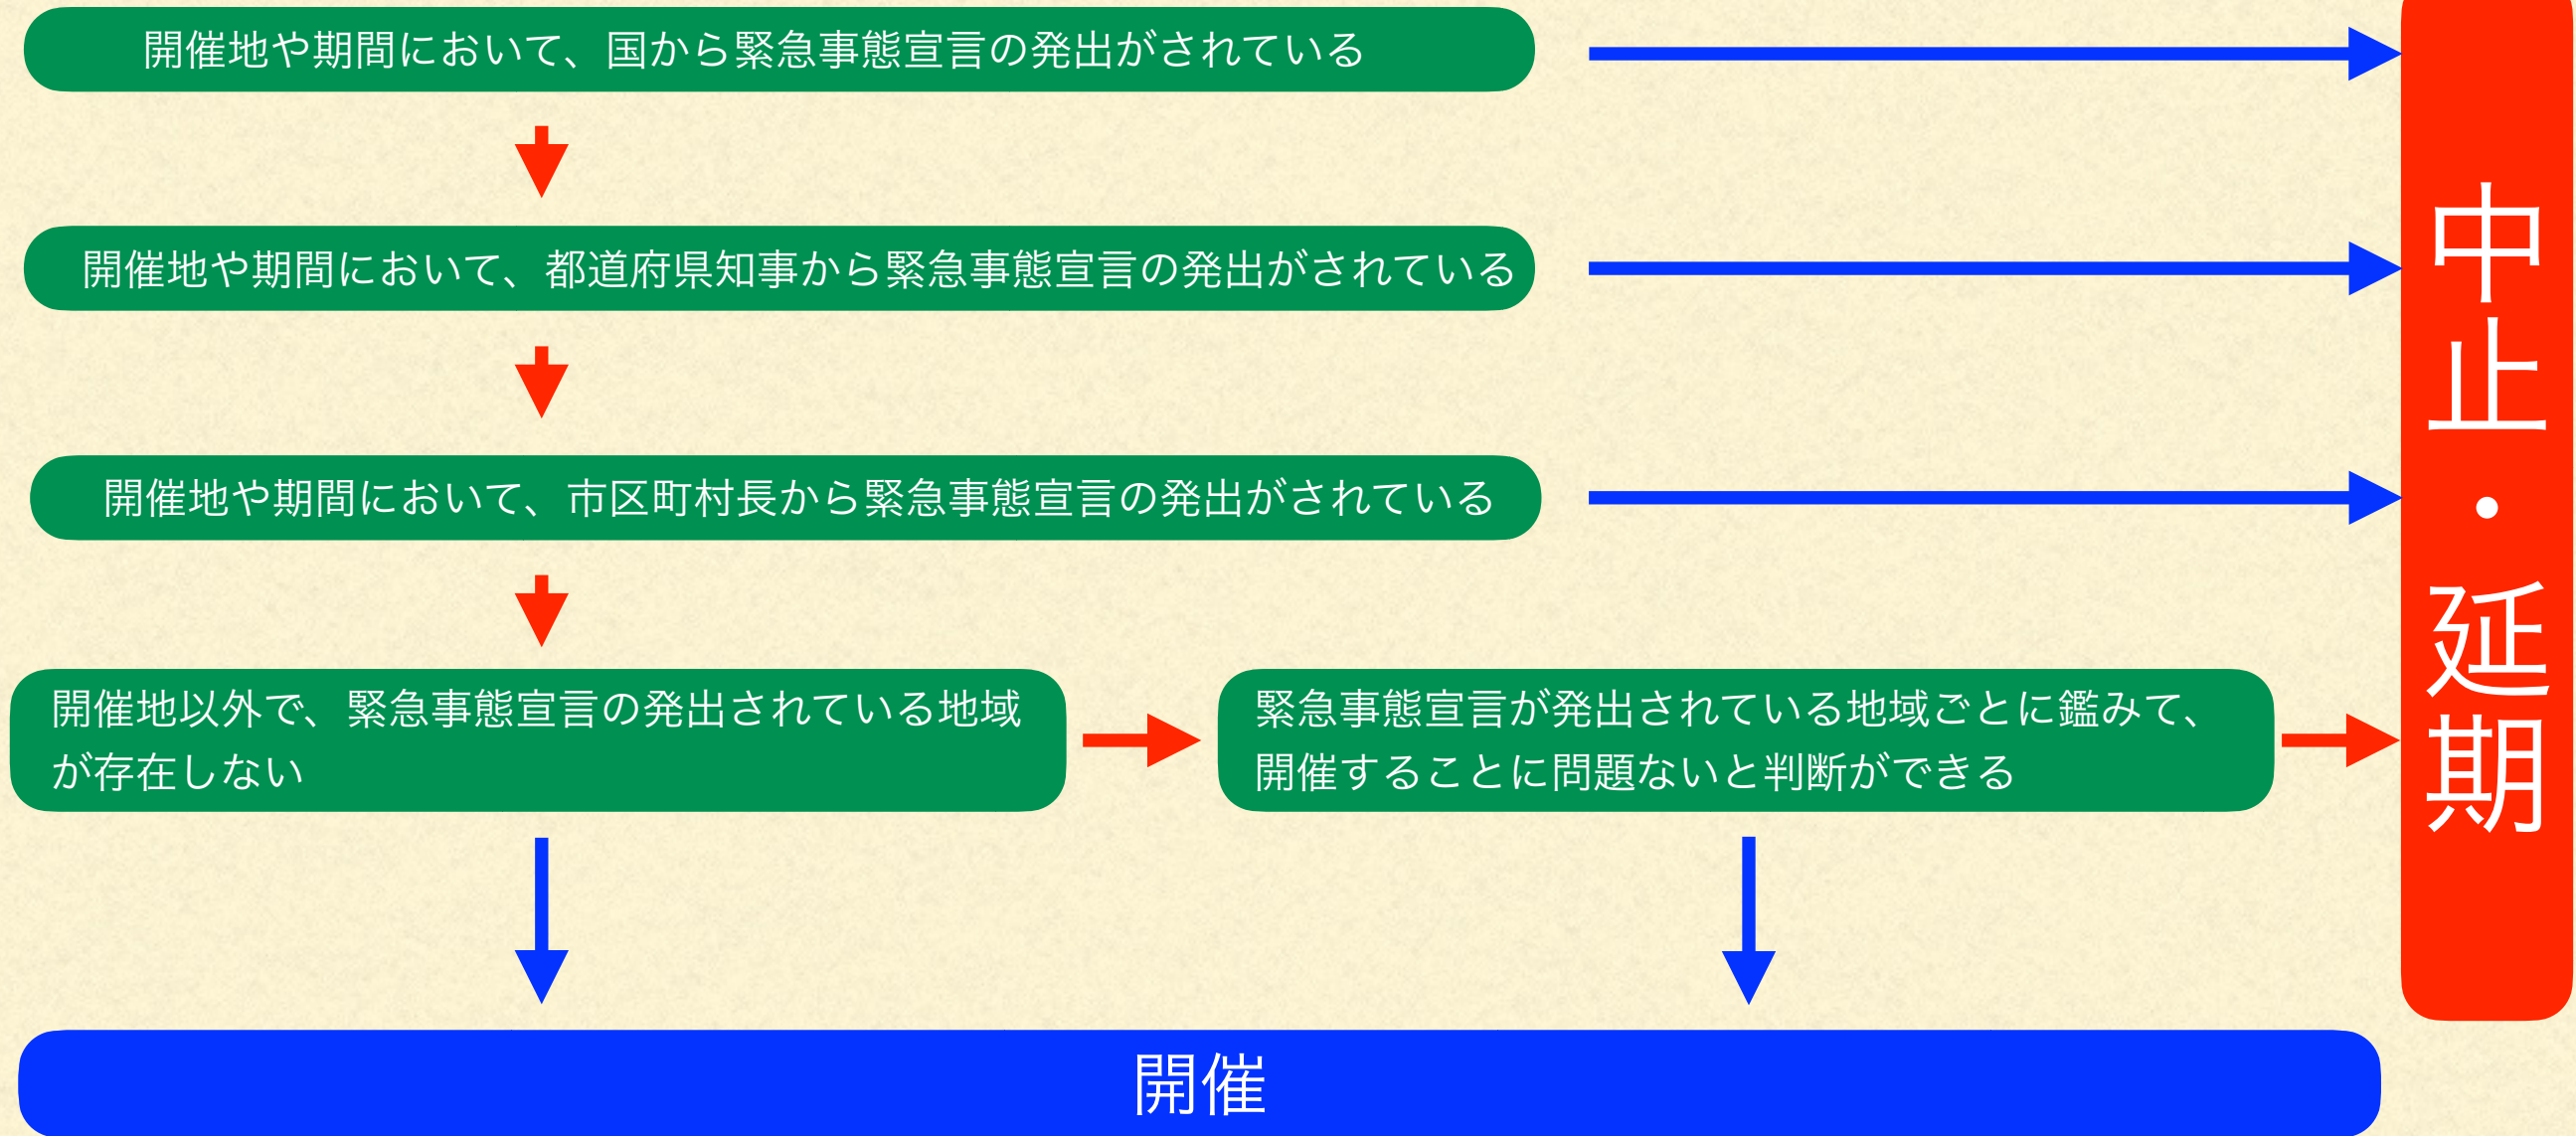 開催地や期間において、国から緊急事態宣言の発出がされている
開催地や期間において、都道府県知事から緊急事態宣言の発出がされている
開催地や期間において、市区町村長から緊急事態宣言の発出がされている
開催地以外で、緊急事態宣言の発出されている地域
が存在しない
緊急事態宣言が発出されている地域ごとに鑑みて、
開催することに問題ないと判断ができる
中止・延期
開催